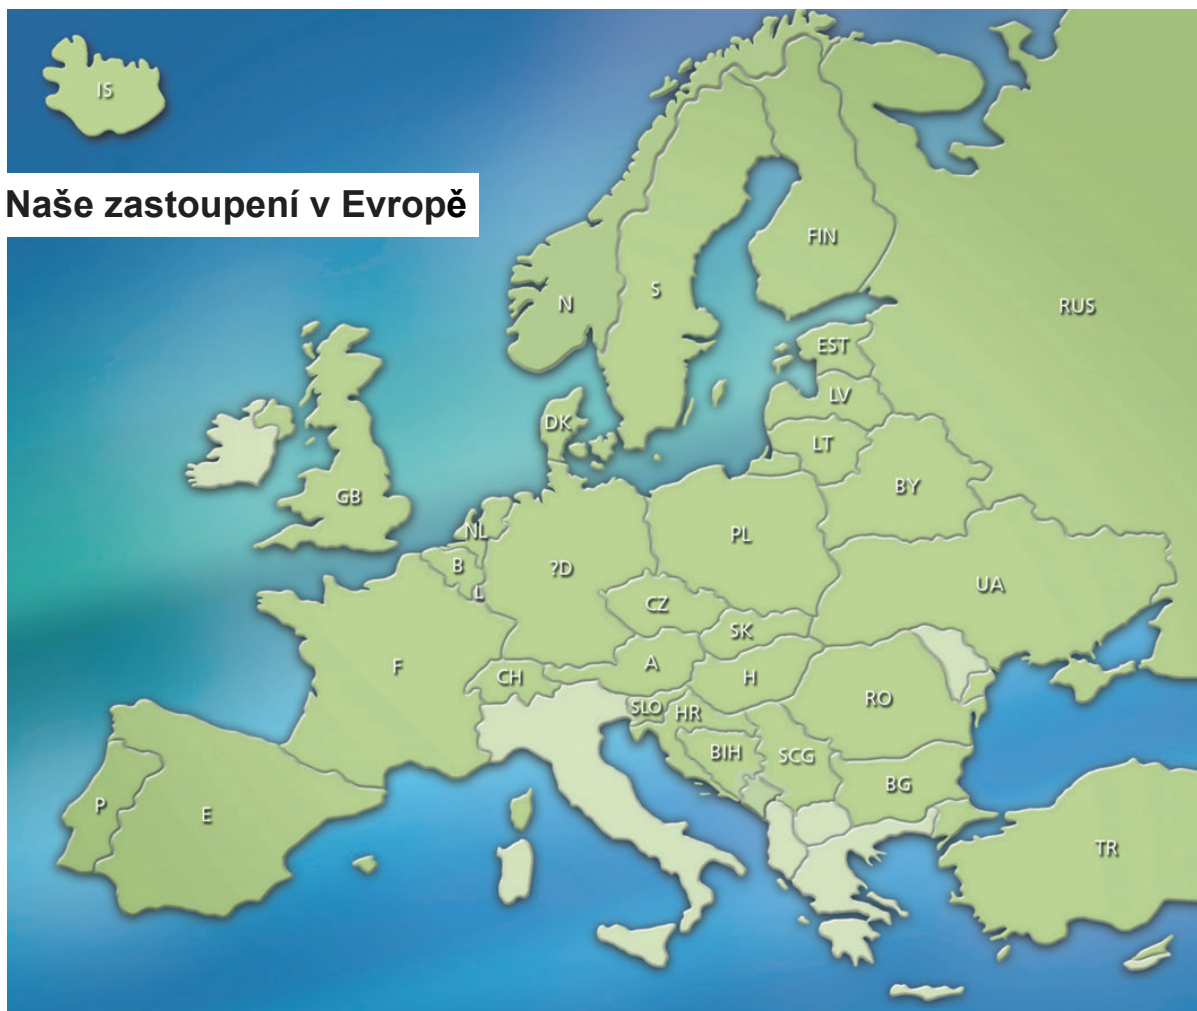 IS
Naše zastoupení v Evropě
FIN
N
S
RUS
EST
LV
DK
LT
BY
GB
NL
PL
B
?D
L
CZ
UA
SK
F
A
CH
H
RO
SLO
HR
BIH
SCG
BG
P
E
TR